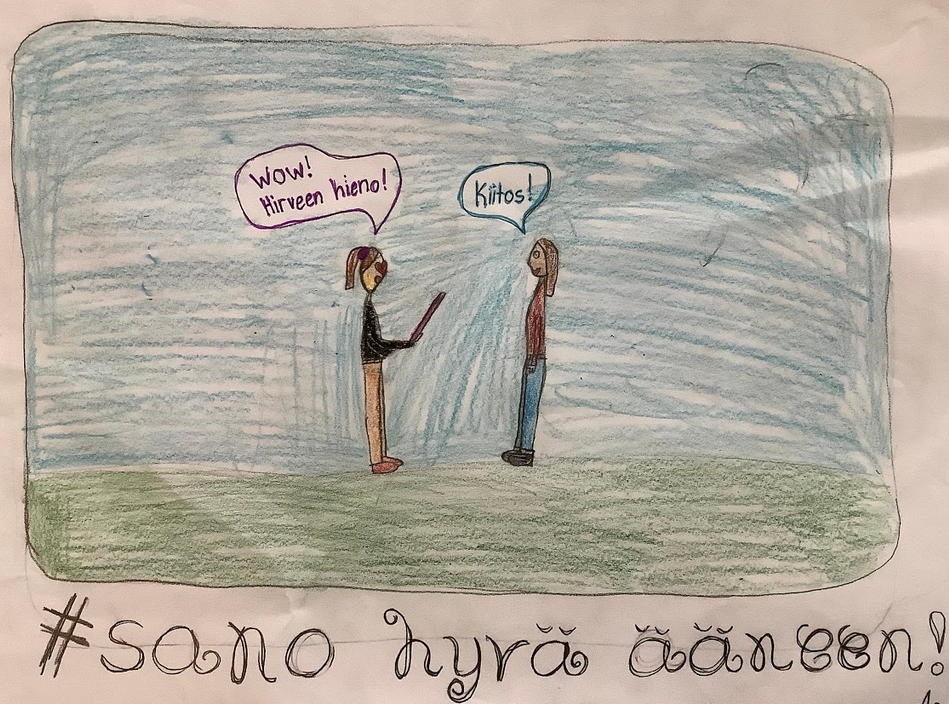 Wow!
Hirveen hieno!
Kiitos!
#sano hyvä ääneen!